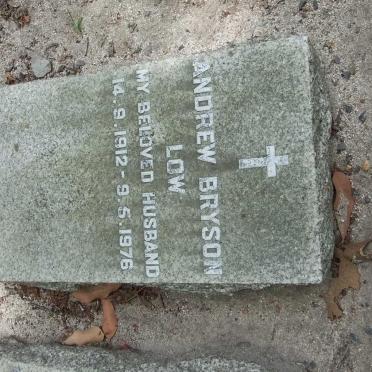 ANDREW BRYSON
LOW
MY BELOVED HUSBAND
14.9.1912 - 9.5.1976